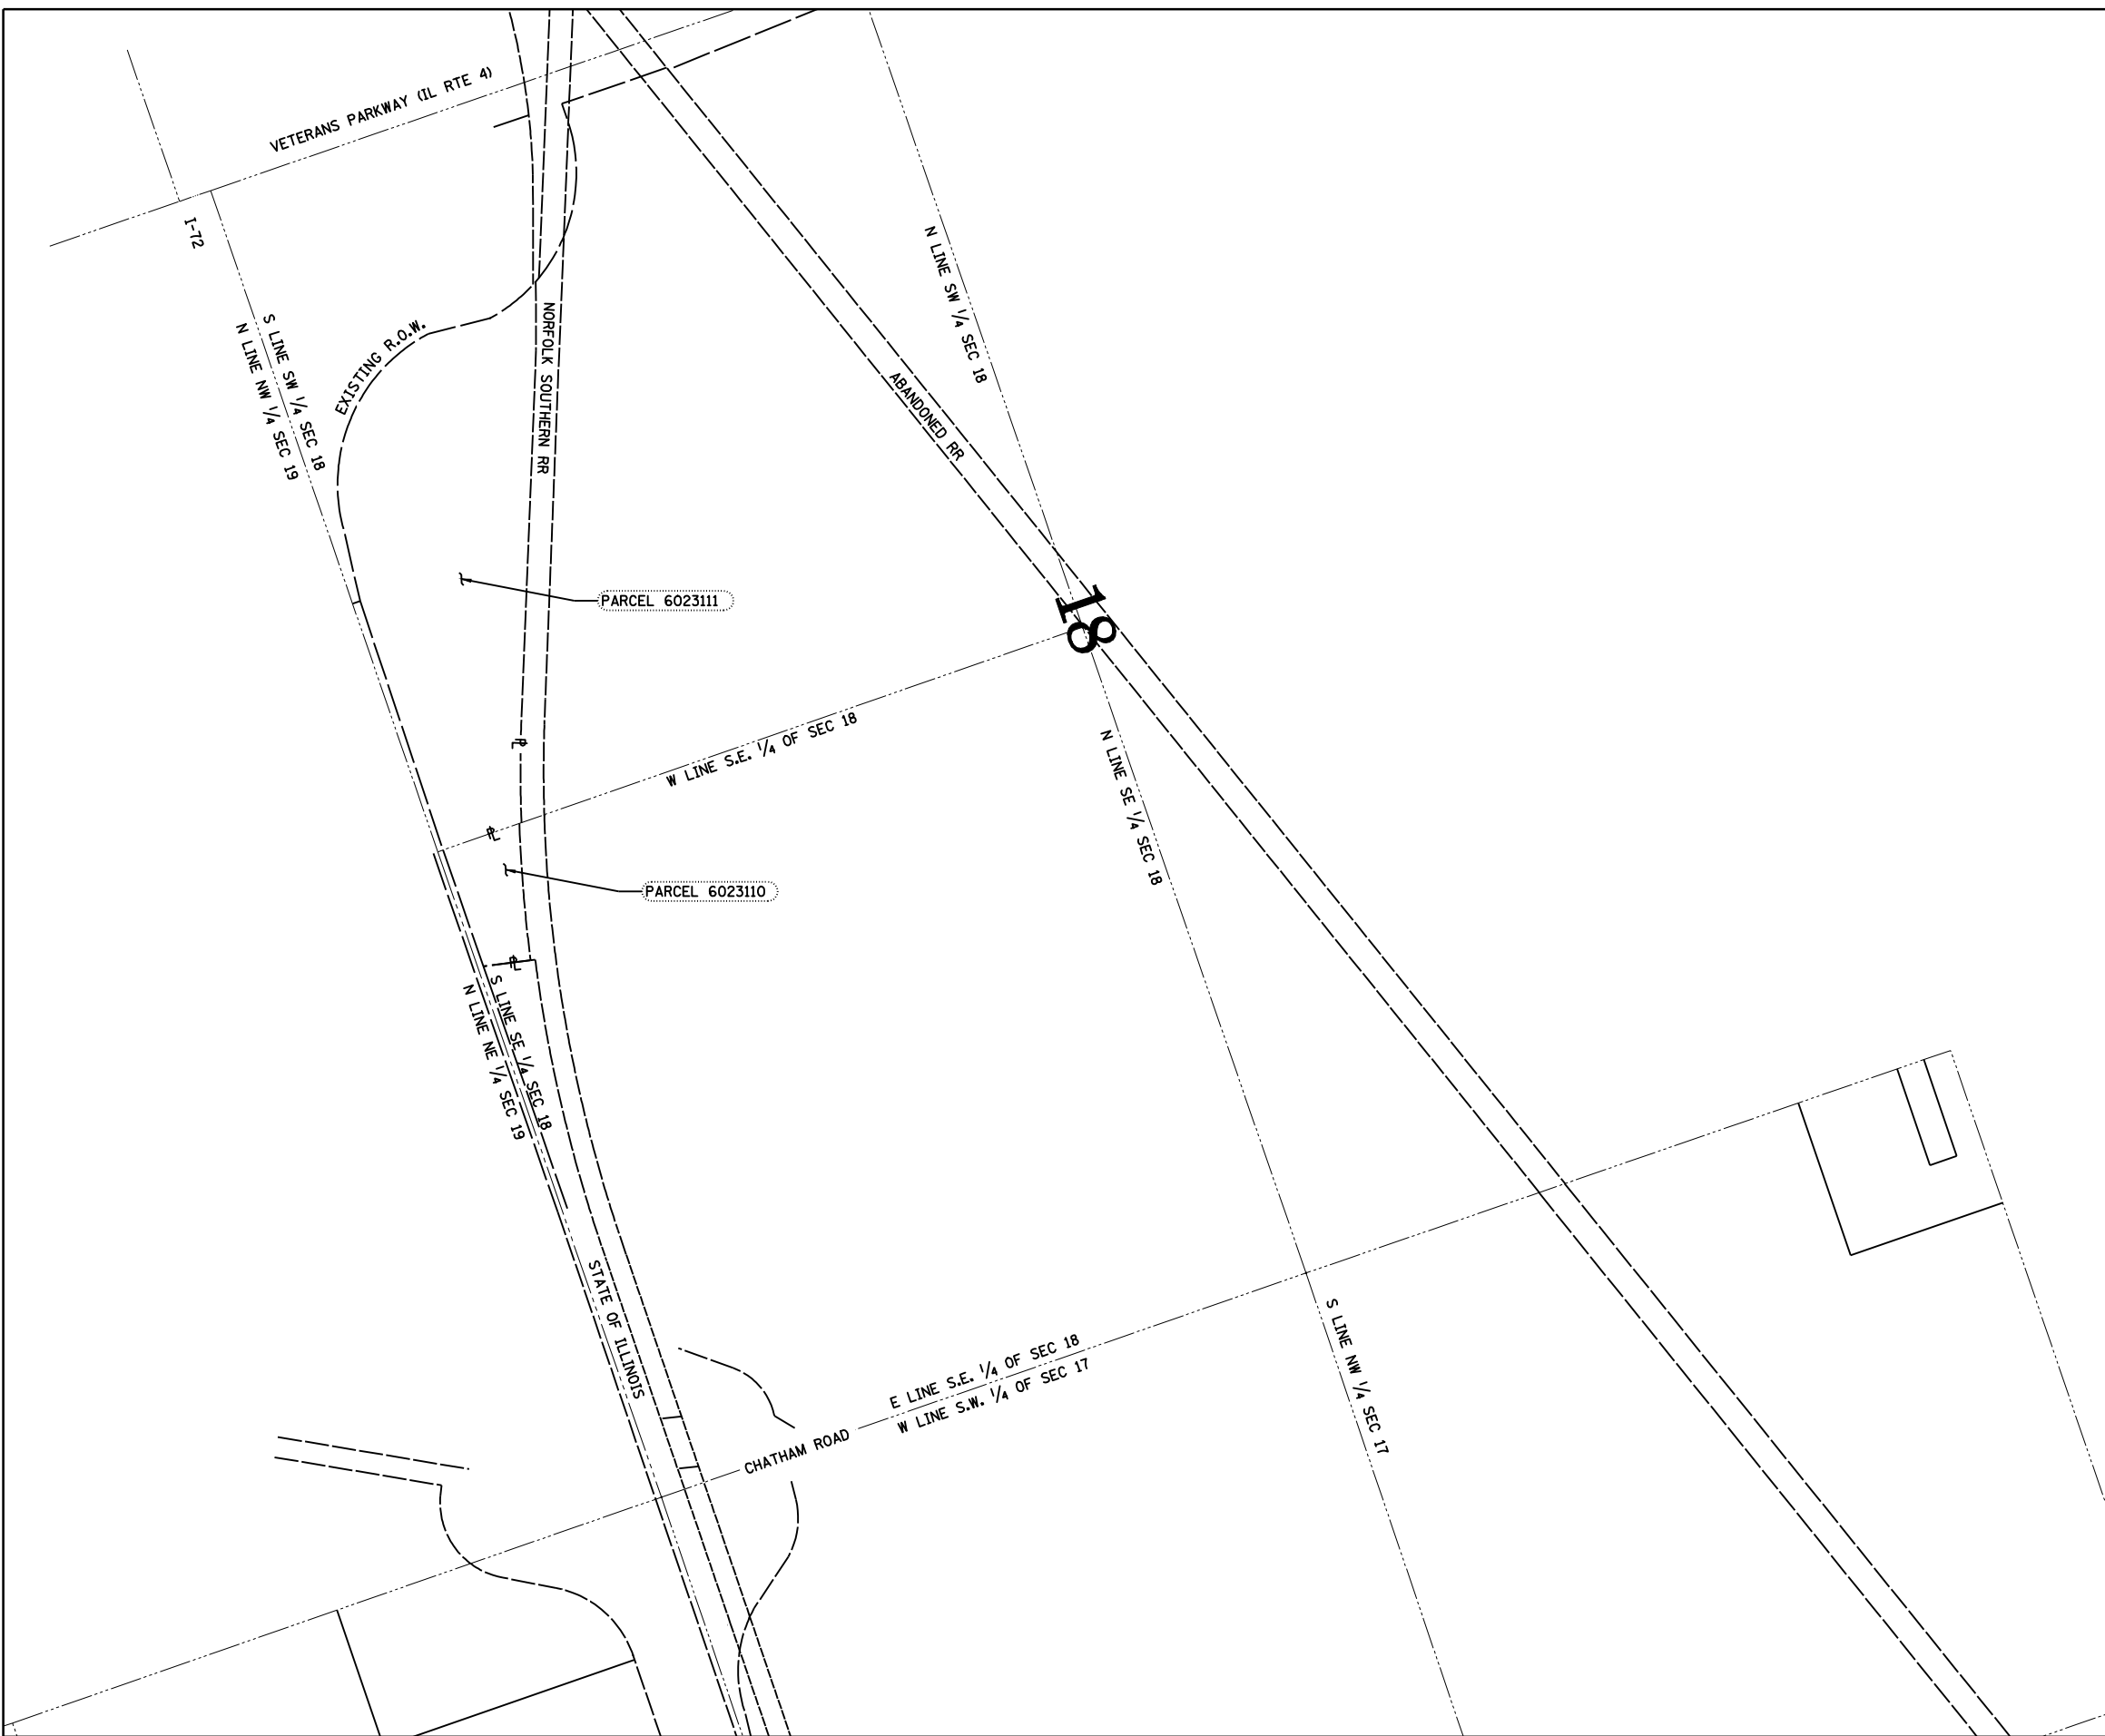 VETERANS PARKWAY (IL RTE 4)
I-72
N LINE SW 1/4 SEC 18
S LINE SW 1/4 SEC 18
N LINE NW 1/4 SEC 19
EXISTING R.O.W.
NORFOLK SOUTHERN RR
ABANDONED RR
PARCEL 6023111
18
W LINE S.E. 1/4 OF SEC 18
PL
N LINE SE 1/4 SEC 18
PL
PARCEL 6023110
PL
S LINE SE 1/4 SEC 18
N LINE NE 1/4 SEC 19
STATE OF ILLINOIS
E LINE S.E. 1/4 OF SEC 18
W LINE S.W. 1/4 OF SEC 17
S LINE NW 1/4 SEC 17
CHATHAM ROAD